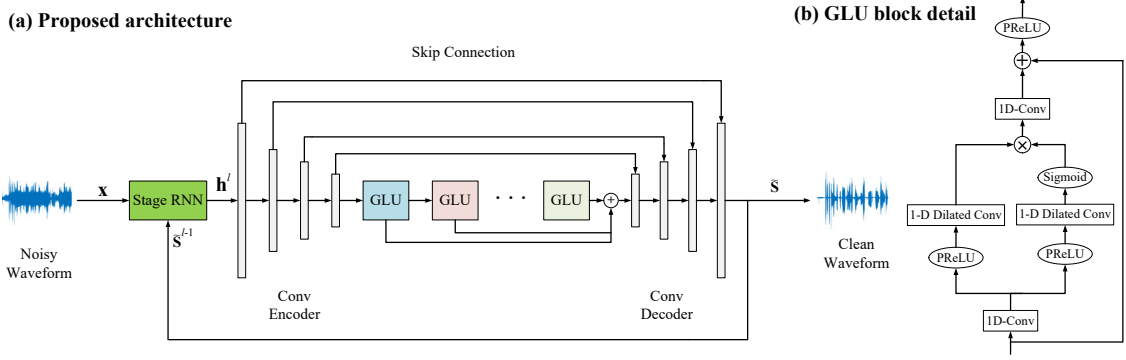 (a) Proposed architecture
Skip Connection
Noisy
Waveform
x
Stage RNN
s̃^{l-1}
h^l
Conv
Encoder
GLU
GLU
· · ·
GLU
+
Conv
Decoder
s̃
Clean
Waveform
(b) GLU block detail
PReLU
+
1D-Conv
×
Sigmoid
1-D Dilated Conv
1-D Dilated Conv
PReLU
PReLU
1D-Conv